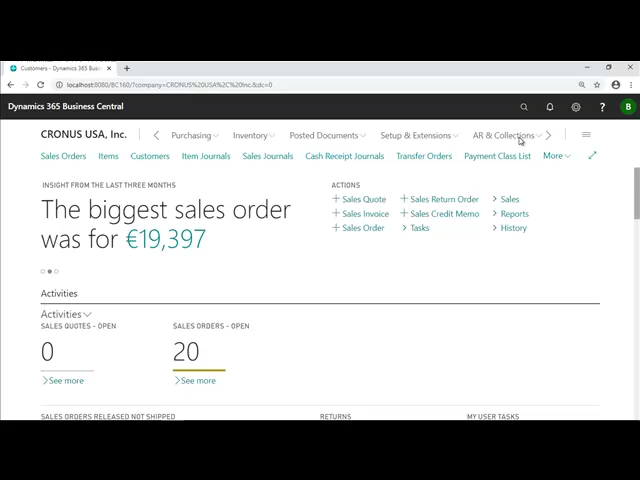 Customers - Dynamics 365 Busin
localhost:8080/BC160/?company=CRONUS%20USA%2C%20Inc.&dc=0
Dynamics 365 Business Central
? B
CRONUS USA, Inc. Purchasing Inventory Posted Documents Setup & Extensions AR & Collections
Sales Orders Items Customers Item Journals Sales Journals Cash Receipt Journals Transfer Orders Payment Class List More
INSIGHT FROM THE LAST THREE MONTHS
The biggest sales order
was for €19,397
ACTIONS
+ Sales Quote + Sales Return Order > Sales
+ Sales Invoice + Sales Credit Memo > Reports
+ Sales Order > Tasks > History
Activities
Activities
SALES QUOTES - OPEN SALES ORDERS - OPEN
0 20
>See more >See more
SALES ORDERS RELEASED NOT SHIPPED RETURNS MY USER TASKS